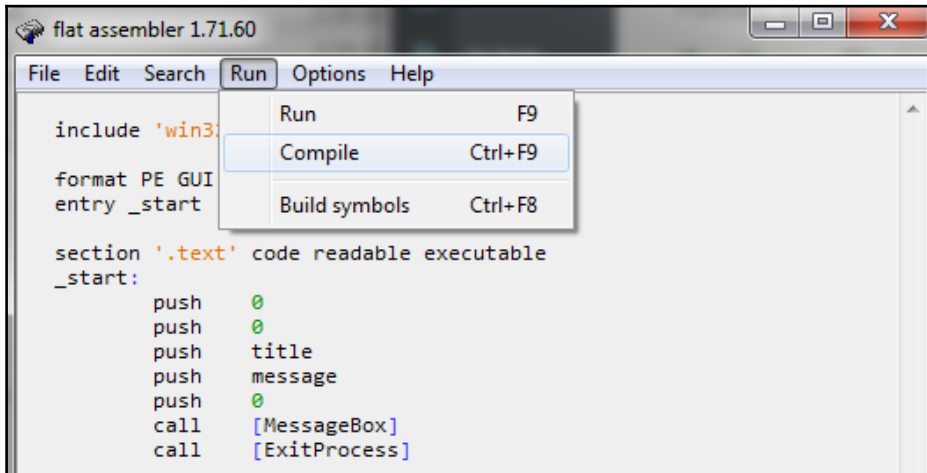 flat assembler 1.71.60
File Edit Search Run Options Help
Run F9
Compile Ctrl+F9
Build symbols Ctrl+F8
include
format PE GUI
entry _start
section '.text' code readable executable
_start:
push 0
push 0
push title
push message
push 0
call [MessageBox]
call [ExitProcess]